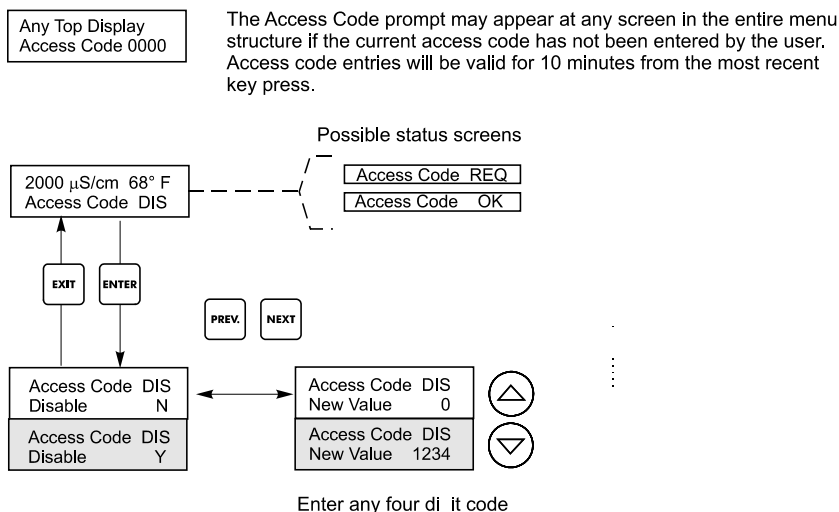 Any Top Display
Access Code 0000
The Access Code prompt may appear at any screen in the entire menu
structure if the current access code has not been entered by the user.
Access code entries will be valid for 10 minutes from the most recent
key press.
Possible status screens
2000 µS/cm 68° F
Access Code DIS
Access Code REQ
Access Code OK
EXIT
ENTER
PREV.
NEXT
Access Code DIS
Disable N
Access Code DIS
Disable Y
Access Code DIS
New Value 0
Access Code DIS
New Value 1234
Enter any four di it code